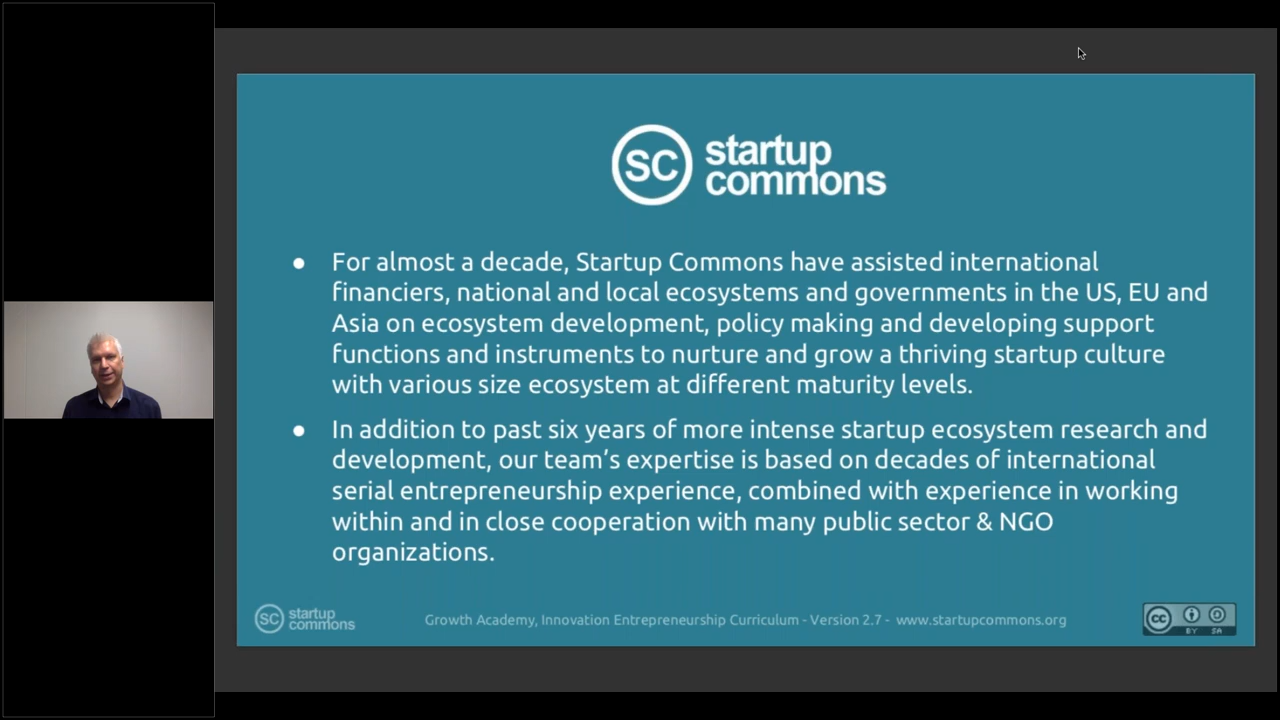 SC startup
commons
● For almost a decade, Startup Commons have assisted international
financiers, national and local ecosystems and governments in the US, EU and
Asia on ecosystem development, policy making and developing support
functions and instruments to nurture and grow a thriving startup culture
with various size ecosystem at different maturity levels.
● In addition to past six years of more intense startup ecosystem research and
development, our team’s expertise is based on decades of international
serial entrepreneurship experience, combined with experience in working
within and in close cooperation with many public sector & NGO
organizations.
SC startup
commons
Growth Academy, Innovation Entrepreneurship Curriculum - Version 2.7 - www.startupcommons.org
cc
BY SA